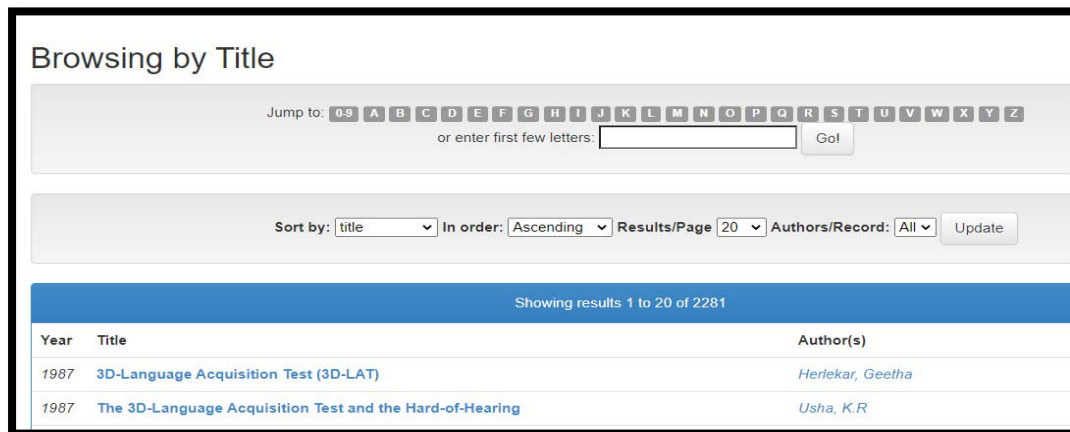 Browsing by Title
Jump to: 0-9 A B C D E F G H I J K L M N O P Q R S T U V W X Y Z
or enter first few letters: Go!
Sort by: title In order: Ascending Results/Page 20 Authors/Record: All Update
Showing results 1 to 20 of 2281
Year Title Author(s)
1987 3D-Language Acquisition Test (3D-LAT) Herlekar, Geetha
1987 The 3D-Language Acquisition Test and the Hard-of-Hearing Usha, K.R